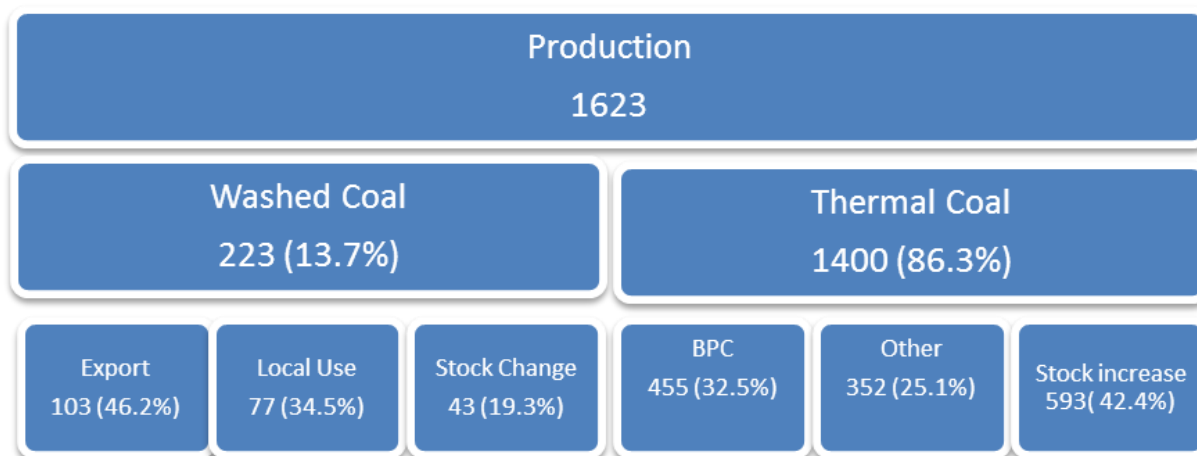 Production
1623
Washed Coal
223 (13.7%)
Thermal Coal
1400 (86.3%)
Export
103 (46.2%)
Local Use
77 (34.5%)
Stock Change
43 (19.3%)
BPC
455 (32.5%)
Other
352 (25.1%)
Stock increase
593( 42.4%)